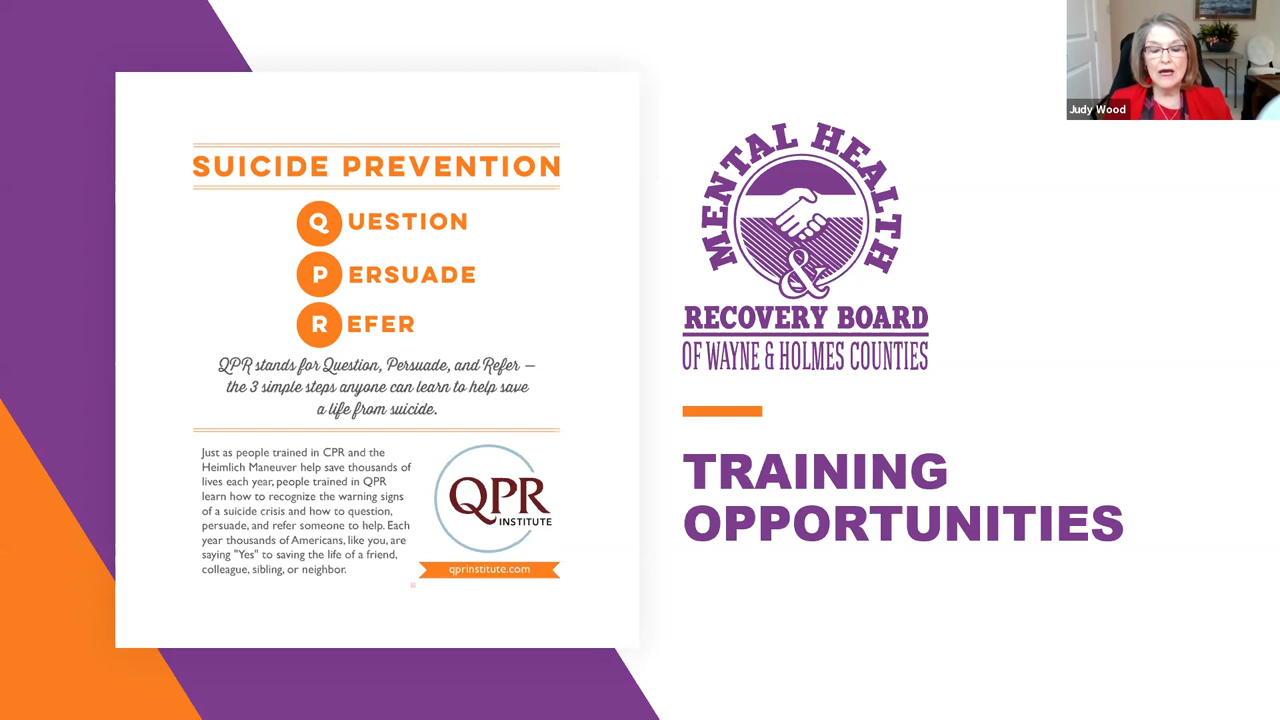 SUICIDE PREVENTION
QUESTION
PERSUADE
REFER
QPR stands for Question, Persuade, and Refer —
the 3 simple steps anyone can learn to help save
a life from suicide.
Just as people trained in CPR and the
Heimlich Maneuver help save thousands of
lives each year, people trained in QPR
learn how to recognize the warning signs
of a suicide crisis and how to question,
persuade, and refer someone to help. Each
year thousands of Americans, like you, are
saying "Yes" to saving the life of a friend,
colleague, sibling, or neighbor.
QPR
INSTITUTE
qprinstitute.com
MENTAL HEALTH
&
RECOVERY BOARD
OF WAYNE & HOLMES COUNTIES
TRAINING
OPPORTUNITIES
Judy Wood